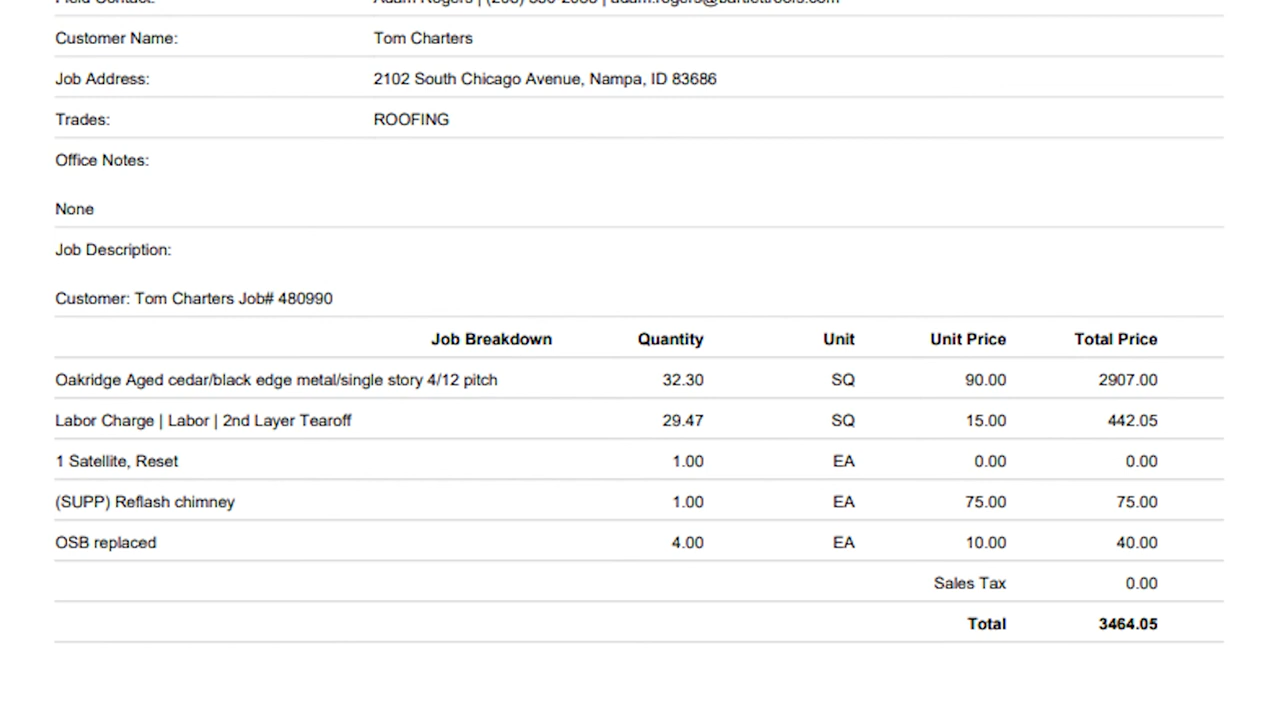 Customer Name: Tom Charters
Job Address: 2102 South Chicago Avenue, Nampa, ID 83686
Trades: ROOFING
Office Notes:
None
Job Description:
Customer: Tom Charters Job# 480990
Job Breakdown Quantity Unit Unit Price Total Price
Oakridge Aged cedar/black edge metal/single story 4/12 pitch 32.30 SQ 90.00 2907.00
Labor Charge | Labor | 2nd Layer Tearoff 29.47 SQ 15.00 442.05
1 Satellite, Reset 1.00 EA 0.00 0.00
(SUPP) Reflash chimney 1.00 EA 75.00 75.00
OSB replaced 4.00 EA 10.00 40.00
Sales Tax 0.00
Total 3464.05